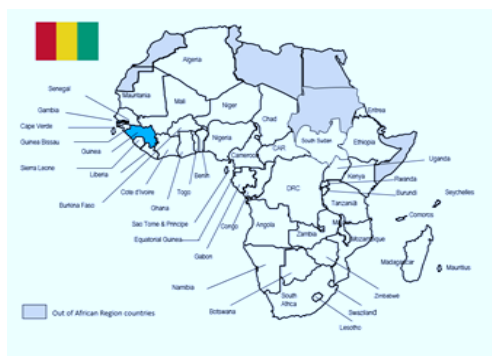 Algeria
Senegal
Mauritania
Mali
Niger
Gambia
Chad
Eritrea
Cape Verde
Guinea Bissau
Nigeria
South Sudan
Ethiopia
Guinea
Cameroon
CAR
Uganda
Sierra Leone
Liberia
Benin
Kenya
Rwanda
Cote d'Ivoire
Togo
DRC
Burundi
Burkina Faso
Ghana
Congo
Tanzania
Seychelles
Sao Tome & Principe
Equatorial Guinea
Angola
Comoros
Gabon
Zambia
Mozambique
Madagascar
Mauritius
Namibia
Zimbabwe
Botswana
South
Africa
Swaziland
Lesotho
Out of African Region countries